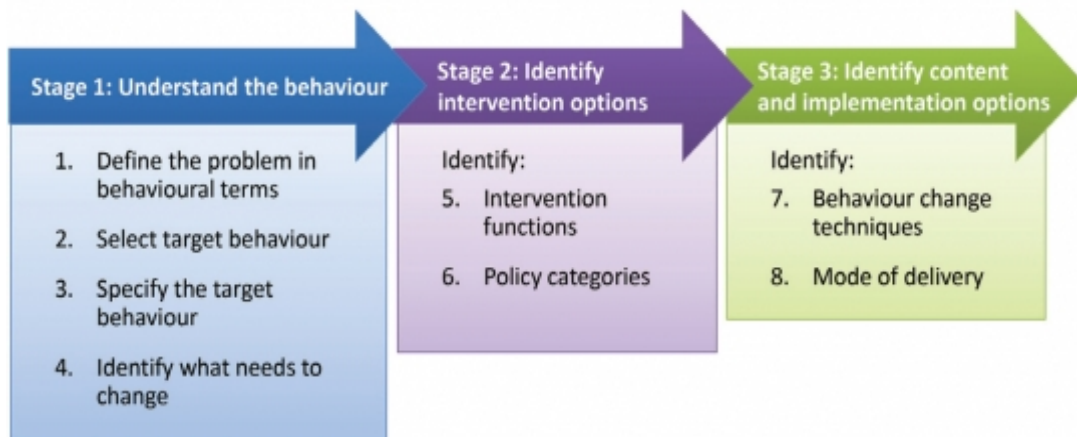 Stage 1: Understand the behaviour
1. Define the problem in
behavioural terms
2. Select target behaviour
3. Specify the target
behaviour
4. Identify what needs to
change
Stage 2: Identify
intervention options
Identify:
5. Intervention
functions
6. Policy categories
Stage 3: Identify content
and implementation options
Identify:
7. Behaviour change
techniques
8. Mode of delivery